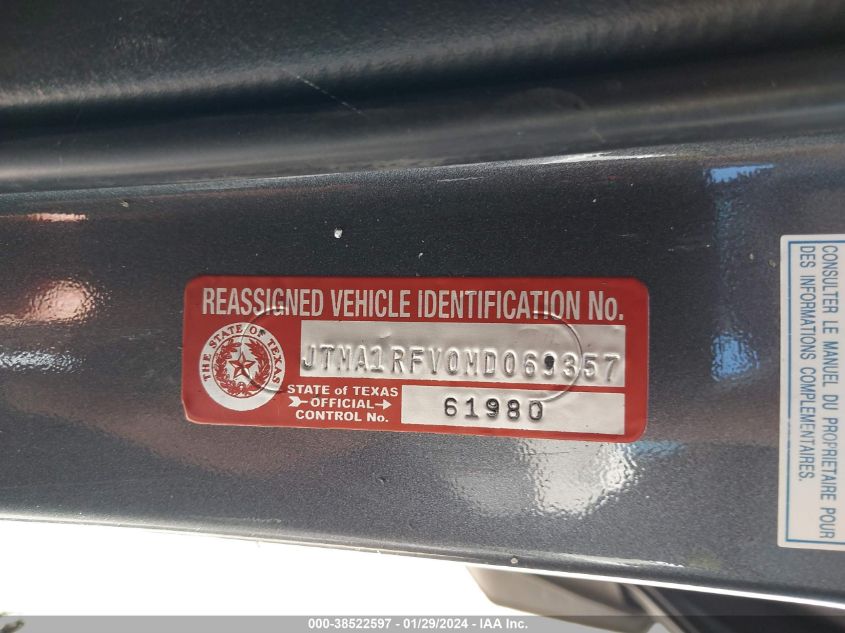 REASSIGNED VEHICLE IDENTIFICATION No.
THE STATE OF TEXAS
JTMA1RFV0MD069357
STATE OF TEXAS
OFFICIAL
CONTROL No.
61980
CONSULTER LE MANUEL DU PROPRIETAIRE POUR
DES INFORMATIONS COMPLEMENTAIRES.
000-38522597 - 01/29/2024 - © IAA, Inc.